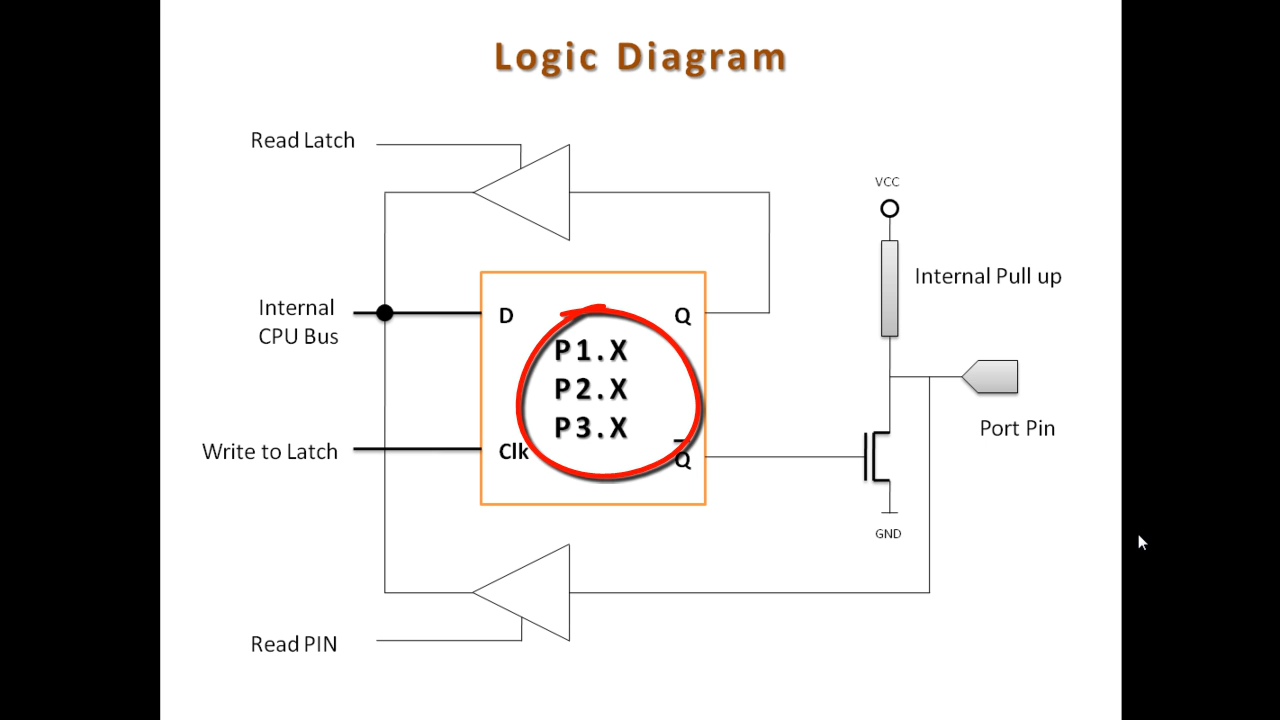 Logic Diagram
Read Latch
VCC
Internal Pull up
Internal
CPU Bus
D
Q
P1.X
P2.X
P3.X
Port Pin
Write to Latch
Clk
Q̅
GND
Read PIN